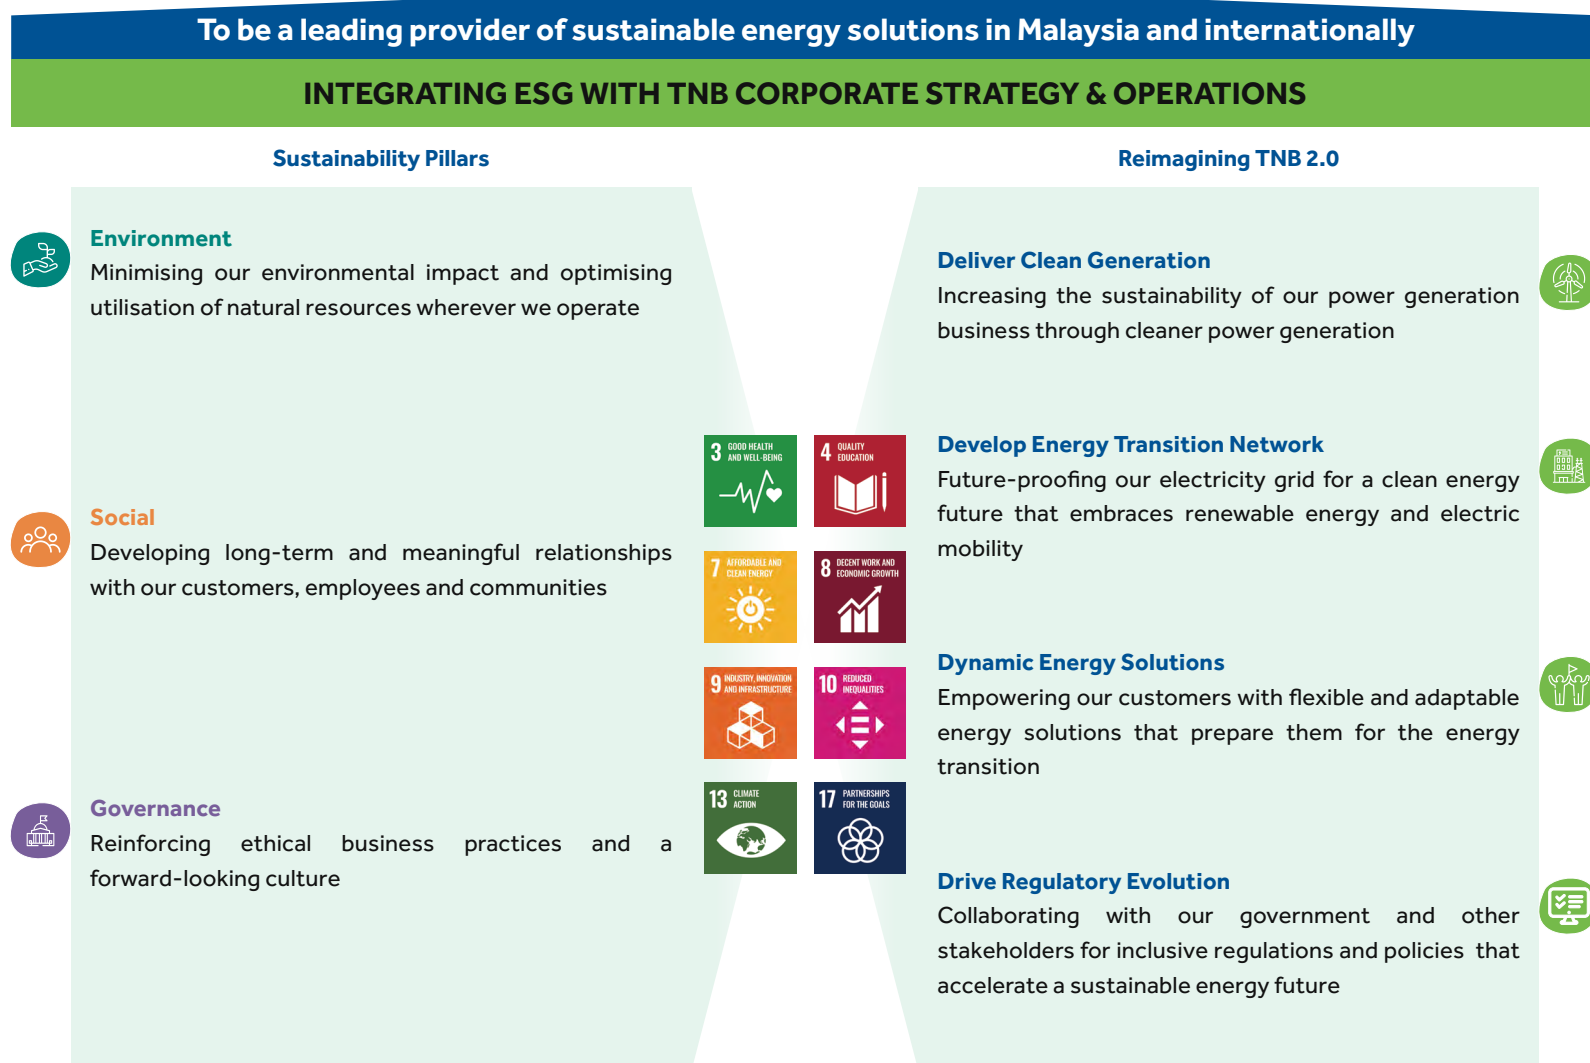 To be a leading provider of sustainable energy solutions in Malaysia and internationally
INTEGRATING ESG WITH TNB CORPORATE STRATEGY & OPERATIONS
Sustainability Pillars
Environment
Minimising our environmental impact and optimising
utilisation of natural resources wherever we operate
Social
Developing long-term and meaningful relationships
with our customers, employees and communities
Governance
Reinforcing ethical business practices and a
forward-looking culture
3 GOOD HEALTH
AND WELL-BEING
4 QUALITY
EDUCATION
7 AFFORDABLE AND
CLEAN ENERGY
8 DECENT WORK AND
ECONOMIC GROWTH
9 INDUSTRY, INNOVATION
AND INFRASTRUCTURE
10 REDUCED
INEQUALITIES
13 CLIMATE
ACTION
17 PARTNERSHIPS
FOR THE GOALS
Reimagining TNB 2.0
Deliver Clean Generation
Increasing the sustainability of our power generation
business through cleaner power generation
Develop Energy Transition Network
Future-proofing our electricity grid for a clean energy
future that embraces renewable energy and electric
mobility
Dynamic Energy Solutions
Empowering our customers with flexible and adaptable
energy solutions that prepare them for the energy
transition
Drive Regulatory Evolution
Collaborating with our government and other
stakeholders for inclusive regulations and policies that
accelerate a sustainable energy future